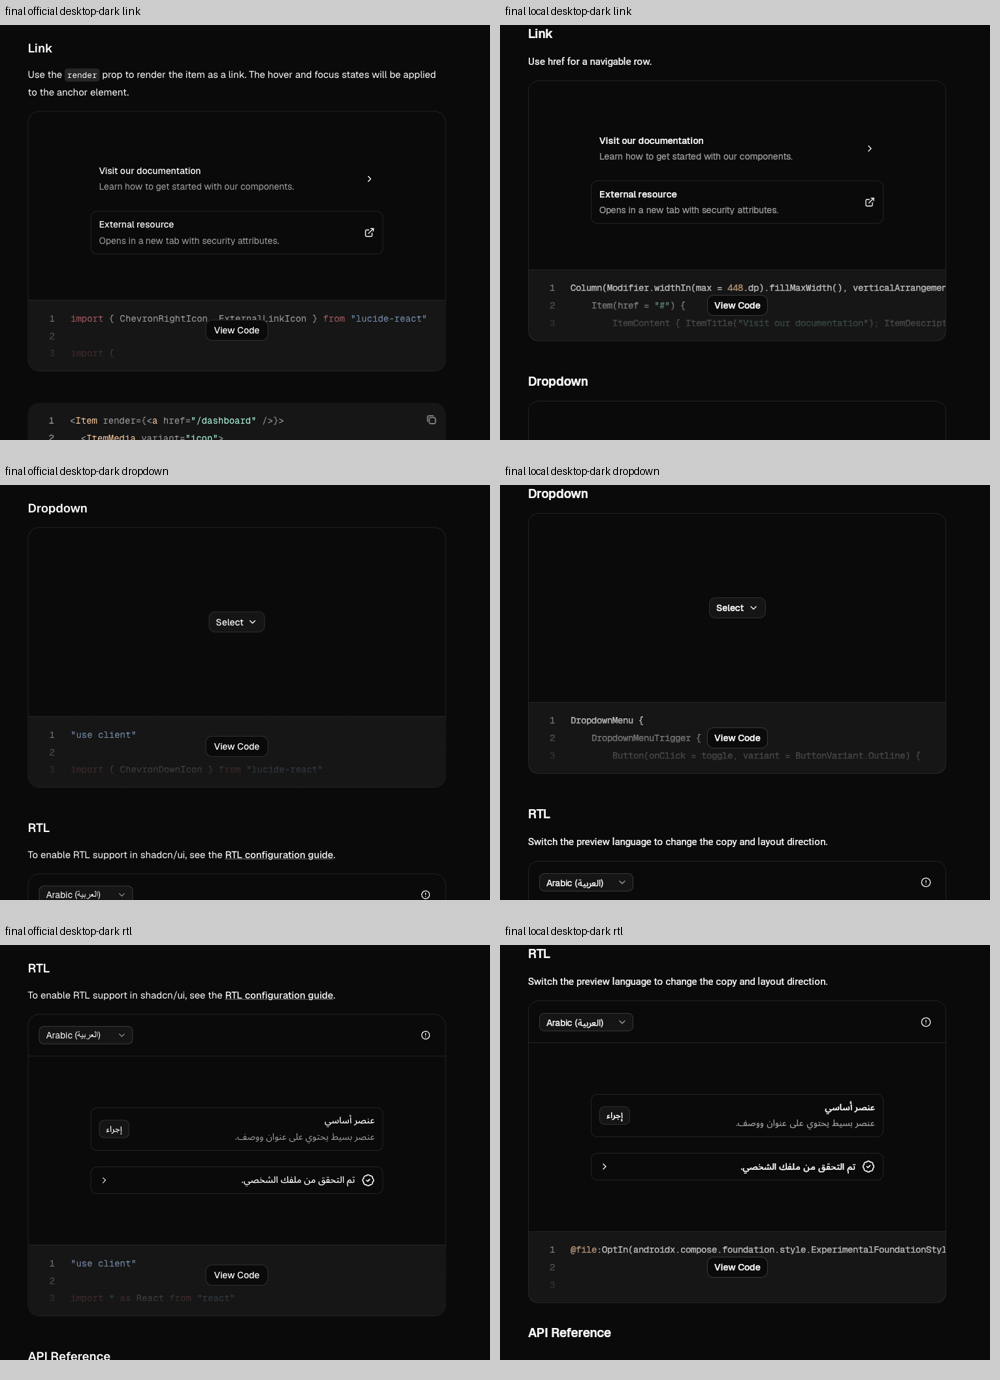 final official desktop-dark link
Link
Use the render prop to render the item as a link. The hover and focus states will be applied
to the anchor element.
Visit our documentation
Learn how to get started with our components.
External resource
Opens in a new tab with security attributes.
1 import { ChevronRightIcon, ExternalLinkIcon } from "lucide-react"
View Code
2
3 import {
1 <Item render={<a href="/dashboard" />}>
2 <ItemMedia variant="icon">
final local desktop-dark link
Link
Use href for a navigable row.
Visit our documentation
Learn how to get started with our components.
External resource
Opens in a new tab with security attributes.
1 Column(Modifier.widthIn(max = 448.dp).fillMaxWidth(), verticalArrangemen
2 Item(href = "#") {
View Code
3 ItemContent { ItemTitle("Visit our documentation"); ItemDescript
Dropdown
final official desktop-dark dropdown
Dropdown
Select
1 "use client"
2
View Code
3 import { ChevronDownIcon } from "lucide-react"
RTL
To enable RTL support in shadcn/ui, see the RTL configuration guide.
Arabic (العربية)
final local desktop-dark dropdown
Dropdown
Select
1 DropdownMenu {
2 DropdownMenuTrigger {
View Code
3 Button(onClick = toggle, variant = ButtonVariant.Outline) {
RTL
Switch the preview language to change the copy and layout direction.
Arabic (العربية)
final official desktop-dark rtl
RTL
To enable RTL support in shadcn/ui, see the RTL configuration guide.
Arabic (العربية)
عنصر أساسي
عنصر بسيط يحتوي على عنوان ووصف.
إجراء
تم التحقق من ملفك الشخصي.
1 "use client"
2
View Code
3 import * as React from "react"
API Reference
final local desktop-dark rtl
RTL
Switch the preview language to change the copy and layout direction.
Arabic (العربية)
عنصر أساسي
عنصر بسيط يحتوي على عنوان ووصف.
إجراء
تم التحقق من ملفك الشخصي.
1 @file:OptIn(androidx.compose.foundation.style.ExperimentalFoundationStyl
2
View Code
3
API Reference